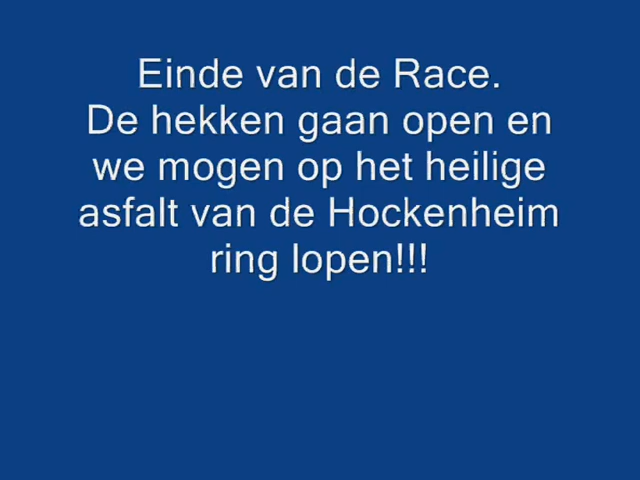 Einde van de Race.
De hekken gaan open en
we mogen op het heilige
asfalt van de Hockenheim
ring lopen!!!